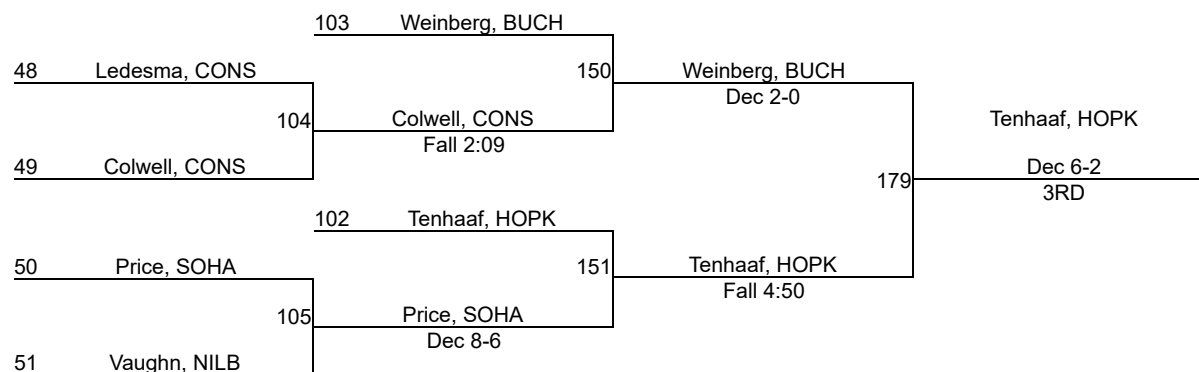 103 Weinberg, BUCH
48 Ledesma, CONS
150 Weinberg, BUCH
Dec 2-0
104 Colwell, CONS
Fall 2:09
Tenhaaf, HOPK
49 Colwell, CONS
179 Dec 6-2
3RD
102 Tenhaaf, HOPK
50 Price, SOHA
151 Tenhaaf, HOPK
Fall 4:50
105 Price, SOHA
Dec 8-6
51 Vaughn, NILB